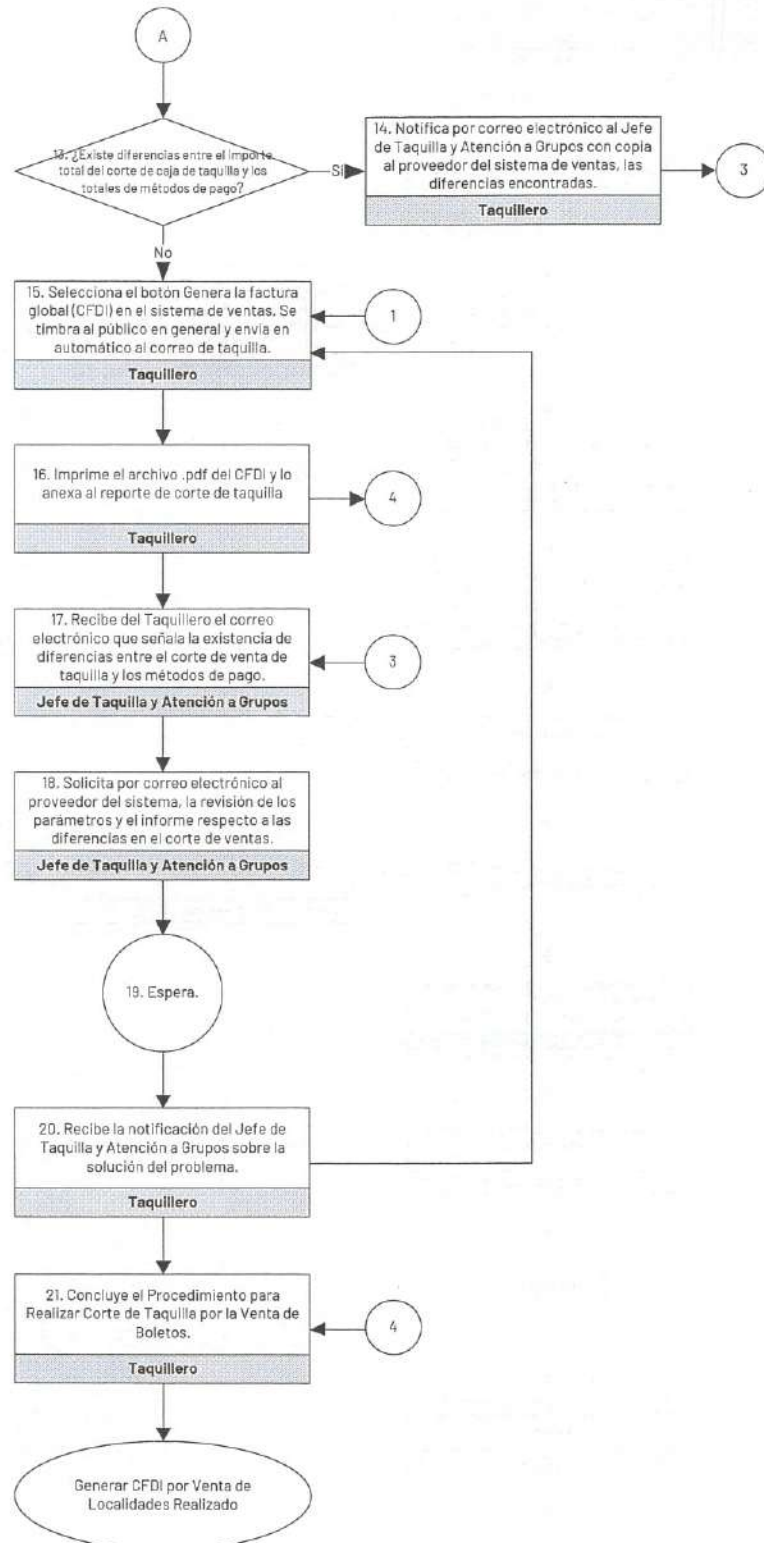 A
13. ¿Existe diferencias entre el Importe
total del corte de caja de taquilla y los
totales de métodos de pago?
Si
14. Notifica por correo electrónico al Jefe
de Taquilla y Atención a Grupos con copia
al proveedor del sistema de ventas, las
diferencias encontradas.
Taquillero
3
No
15. Selecciona el botón Genera la factura
global (CFDI) en el sistema de ventas. Se
timbra al público en general y envía en
automático al correo de taquilla.
Taquillero
1
16. Imprime el archivo .pdf del CFDI y lo
anexa al reporte de corte de taquilla
Taquillero
4
17. Recibe del Taquillero el correo
electrónico que señala la existencia de
diferencias entre el corte de venta de
taquilla y los métodos de pago.
Jefe de Taquilla y Atención a Grupos
3
18. Solicita por correo electrónico al
proveedor del sistema, la revisión de los
parámetros y el informe respecto a las
diferencias en el corte de ventas.
Jefe de Taquilla y Atención a Grupos
19. Espera.
20. Recibe la notificación del Jefe de
Taquilla y Atención a Grupos sobre la
solución del problema.
Taquillero
21. Concluye el Procedimiento para
Realizar Corte de Taquilla por la Venta de
Boletos.
Taquillero
4
Generar CFDI por Venta de
Localidades Realizado